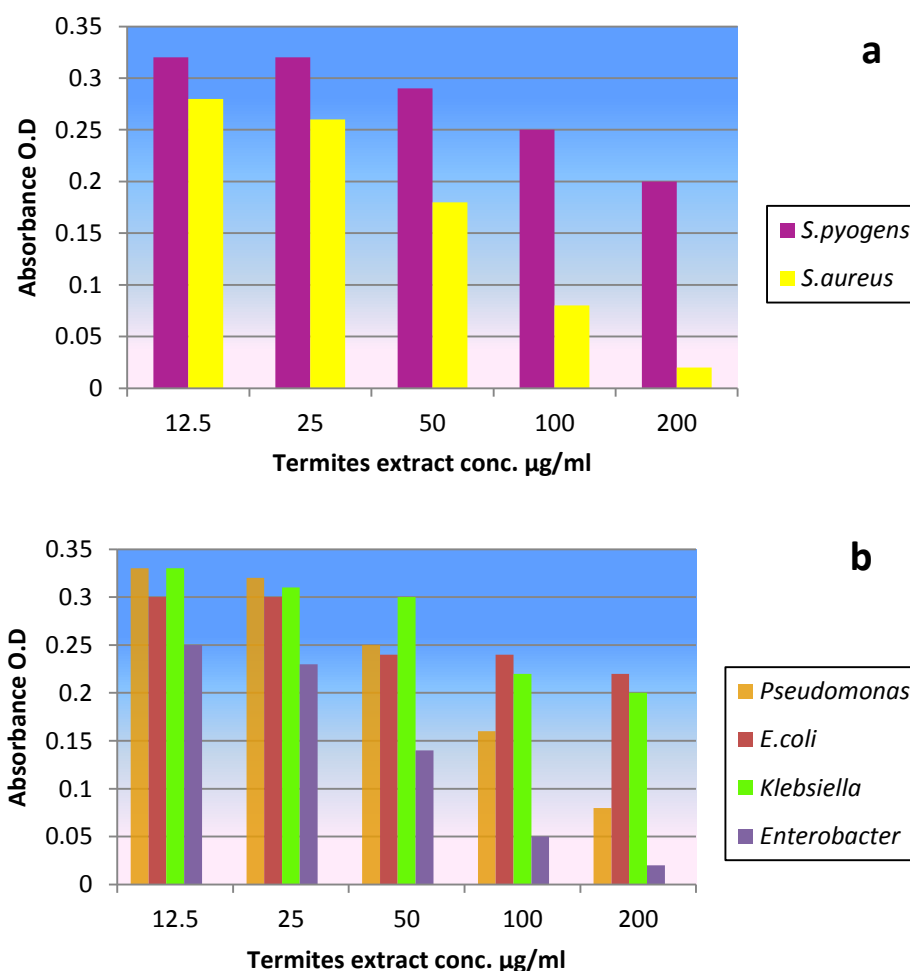 a
0.35
0.3
0.25
0.2
0.15
0.1
0.05
0
Absorbance O.D
12.5 25 50 100 200
Termites extract conc. µg/ml
S.pyogens
S.aureus
b
0.35
0.3
0.25
0.2
0.15
0.1
0.05
0
Absorbance O.D
12.5 25 50 100 200
Termites extract conc. µg/ml
Pseudomonas
E.coli
Klebsiella
Enterobacter